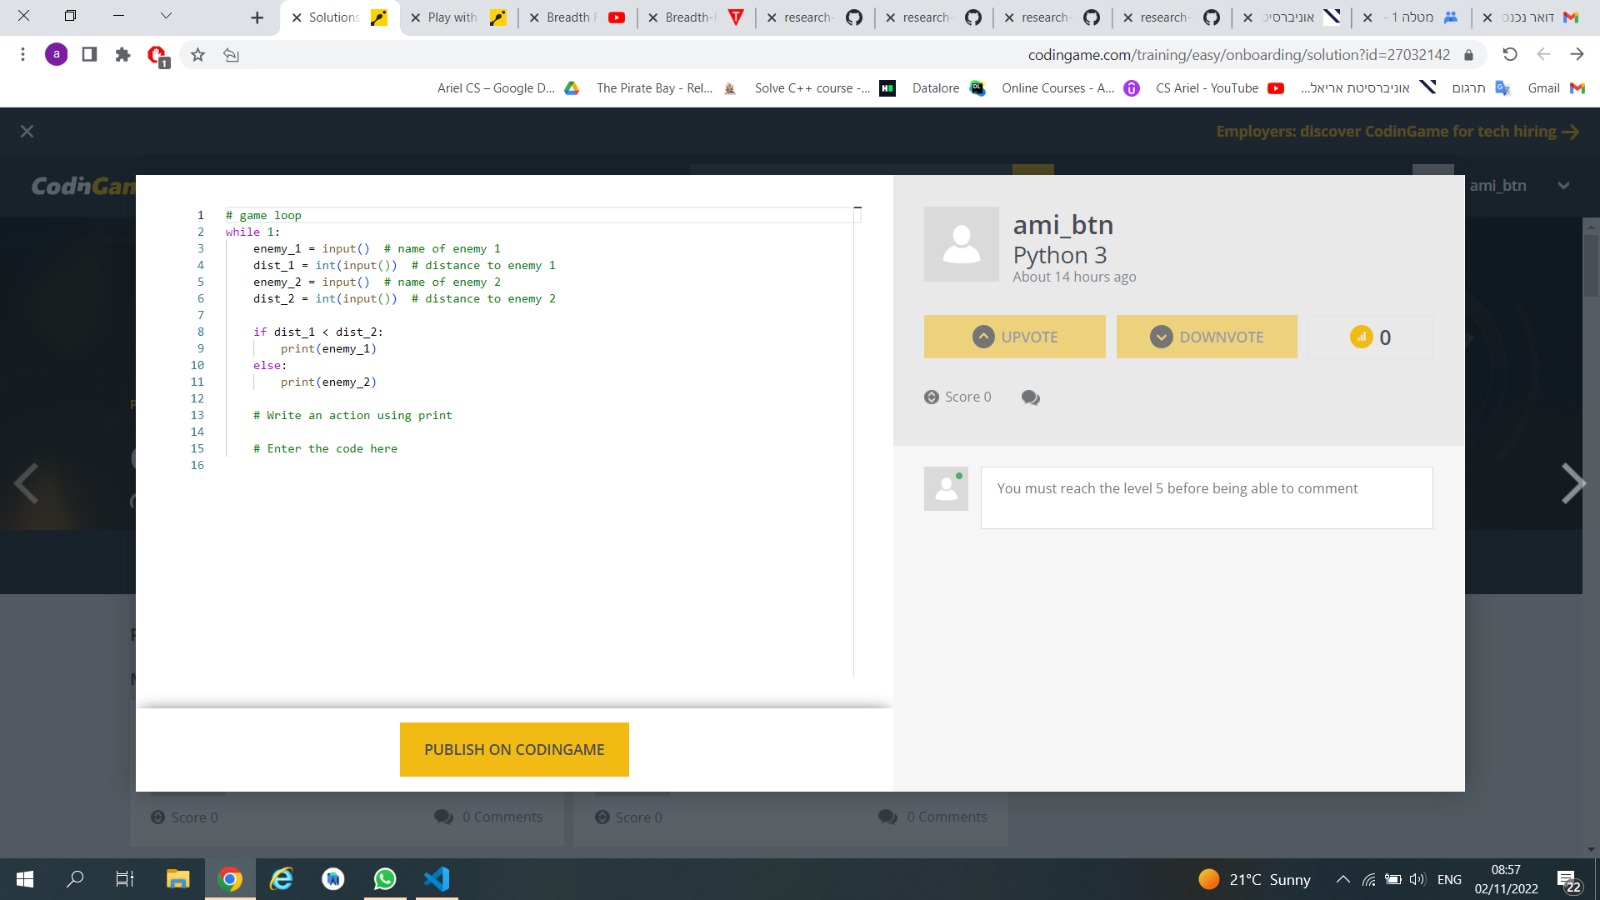 Solutions
Play with
Breadth F
Breadth-F
research-
research-
research-
research-
אוניברסיט
מטלה 1 -
דואר נכנס
codingame.com/training/easy/onboarding/solution?id=27032142
Ariel CS – Google D...
The Pirate Bay - Rel...
Solve C++ course -...
Datalore
Online Courses - A...
CS Ariel - YouTube
אוניברסיטת אריאל...
תרגום
Gmail
Employers: discover CodinGame for tech hiring →
CodinGam
ami_btn
1 # game loop
2 while 1:
3 enemy_1 = input() # name of enemy 1
4 dist_1 = int(input()) # distance to enemy 1
5 enemy_2 = input() # name of enemy 2
6 dist_2 = int(input()) # distance to enemy 2
7
8 if dist_1 < dist_2:
9 print(enemy_1)
10 else:
11 print(enemy_2)
12
13 # Write an action using print
14
15 # Enter the code here
16
ami_btn
Python 3
About 14 hours ago
UPVOTE
DOWNVOTE
0
Score 0
You must reach the level 5 before being able to comment
PUBLISH ON CODINGAME
Score 0
0 Comments
Score 0
0 Comments
21°C Sunny
ENG
08:57
02/11/2022
22